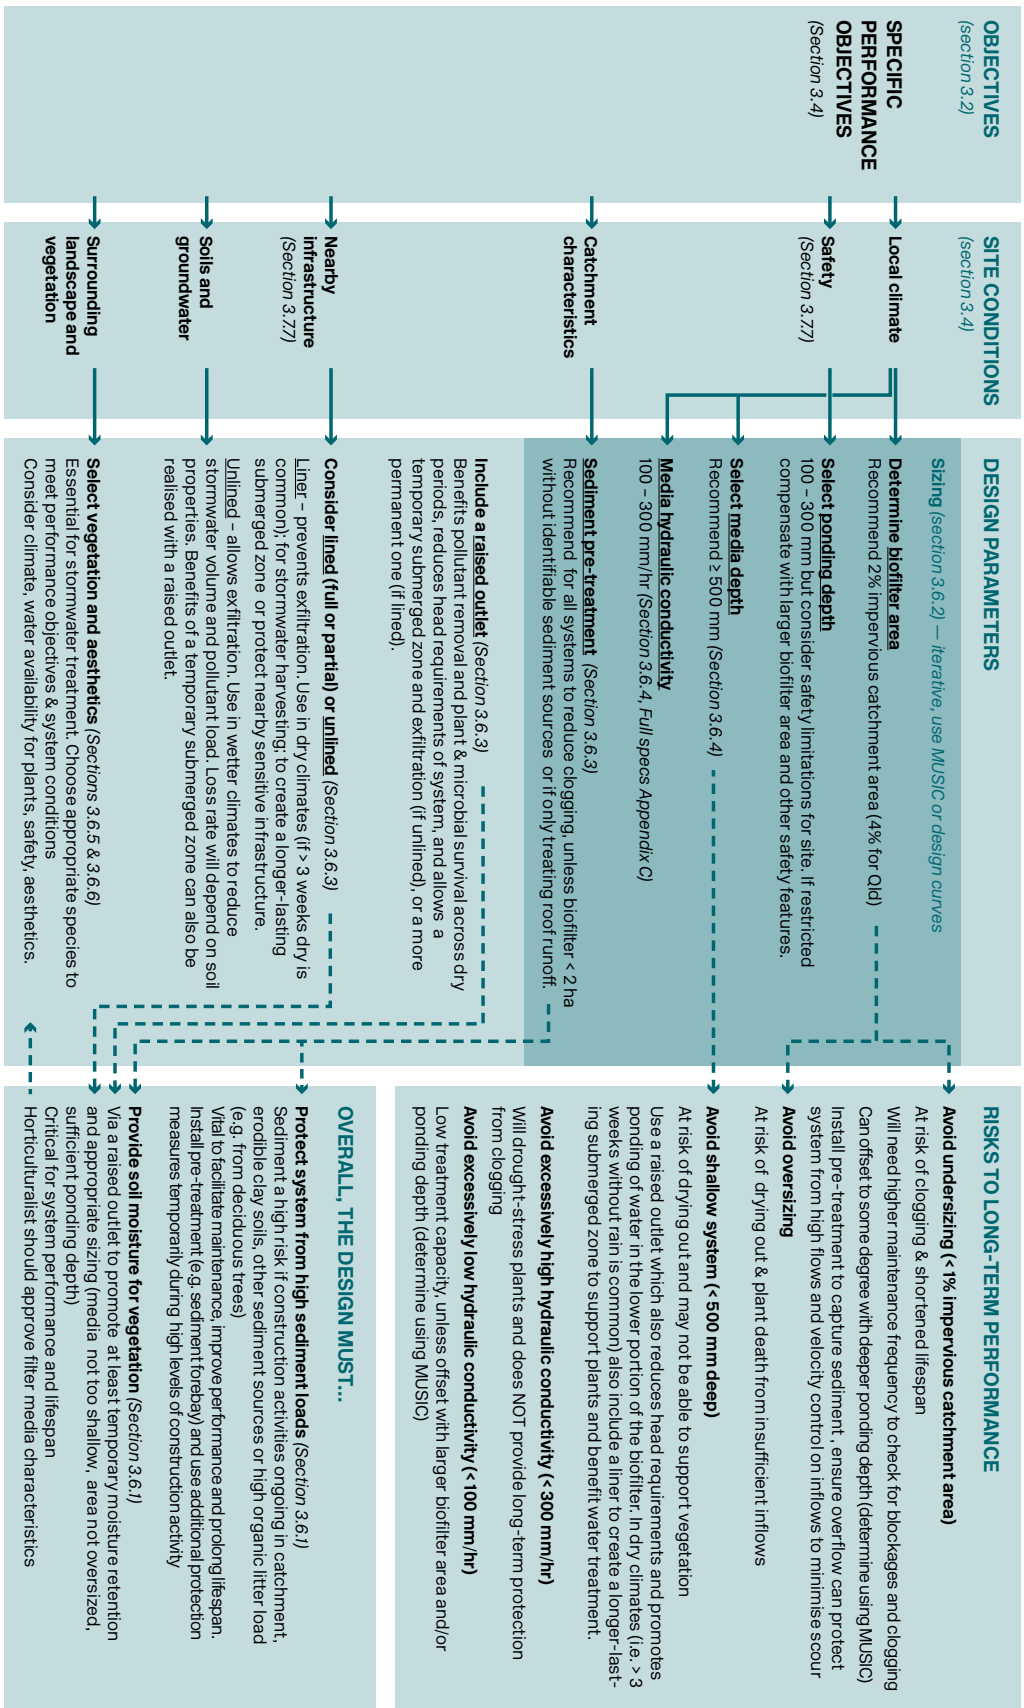 OBJECTIVES
(section 3.2)
SPECIFIC
PERFORMANCE
OBJECTIVES
(Section 3.4)
SITE CONDITIONS
(section 3.4)
Local climate
Safety
(Section 3.77)
Catchment
characteristics
Nearby
infrastructure
(Section 3.77)
Soils and
groundwater
Surrounding
landscape and
vegetation
DESIGN PARAMETERS
Sizing (section 3.6.2) — iterative, use MUSIC or design curves
Determine biofilter area
Recommend 2% impervious catchment area (4% for Qld)
Select ponding depth
100 – 300 mm but consider safety limitations for site. If restricted
compensate with larger biofilter area and other safety features.
Select media depth
Recommend ≥ 500 mm (Section 3.6.4)
Media hydraulic conductivity
100 – 300 mm/hr (Section 3.6.4, Full specs Appendix C)
Sediment pre-treatment (Section 3.6.3)
Recommend for all systems to reduce clogging, unless biofilter < 2 ha
without identifiable sediment sources or if only treating roof runoff.
Include a raised outlet (Section 3.6.3)
Benefits pollutant removal and plant & microbial survival across dry
periods, reduces head requirements of system, and allows a
temporary submerged zone and exfiltration (if unlined), or a more
permanent one (if lined).
Consider lined (full or partial) or unlined (Section 3.6.3)
Liner – prevents exfiltration. Use in dry climates (if > 3 weeks dry is
common); for stormwater harvesting; to create a longer-lasting
submerged zone or protect nearby sensitive infrastructure.
Unlined – allows exfiltration. Use in wetter climates to reduce
stormwater volume and pollutant load. Loss rate will depend on soil
properties. Benefits of a temporary submerged zone can also be
realised with a raised outlet.
Select vegetation and aesthetics (Sections 3.6.5 & 3.6.6)
Essential for stormwater treatment. Choose appropriate species to
meet performance objectives & system conditions
Consider climate, water availability for plants, safety, aesthetics.
RISKS TO LONG-TERM PERFORMANCE
Avoid undersizing (< 1% impervious catchment area)
At risk of clogging & shortened lifespan
Will need higher maintenance frequency to check for blockages and clogging
Can offset to some degree with deeper ponding depth (determine using MUSIC)
Install pre-treatment to capture sediment , ensure overflow can protect
system from high flows and velocity control on inflows to minimise scour
Avoid oversizing
At risk of drying out & plant death from insufficient inflows
Avoid shallow system (< 500 mm deep)
At risk of drying out and may not be able to support vegetation
Use a raised outlet which also reduces head requirements and promotes
ponding of water in the lower portion of the biofilter. In dry climates (i.e. > 3
weeks without rain is common) also include a liner to create a longer-last-
ing submerged zone to support plants and benefit water treatment.
Avoid excessively high hydraulic conductivity (< 300 mm/hr)
Will drought-stress plants and does NOT provide long-term protection
from clogging
Avoid excessively low hydraulic conductivity (< 100 mm/hr)
Low treatment capacity, unless offset with larger biofilter area and/or
ponding depth (determine using MUSIC)
OVERALL, THE DESIGN MUST...
Protect system from high sediment loads (Section 3.6.1)
Sediment a high risk if construction activities ongoing in catchment,
erodible clay soils, other sediment sources or high organic litter load
(e.g. from deciduous trees)
Vital to facilitate maintenance, improve performance and prolong lifespan.
Install pre-treatment (e.g. sediment forebay) and use additional protection
measures temporarily during high levels of construction activity
Provide soil moisture for vegetation (Section 3.6.1)
Via a raised outlet to promote at least temporary moisture retention
and appropriate sizing (media not too shallow, area not oversized,
sufficient ponding depth)
Critical for system performance and lifespan
Horticulturalist should approve filter media characteristics